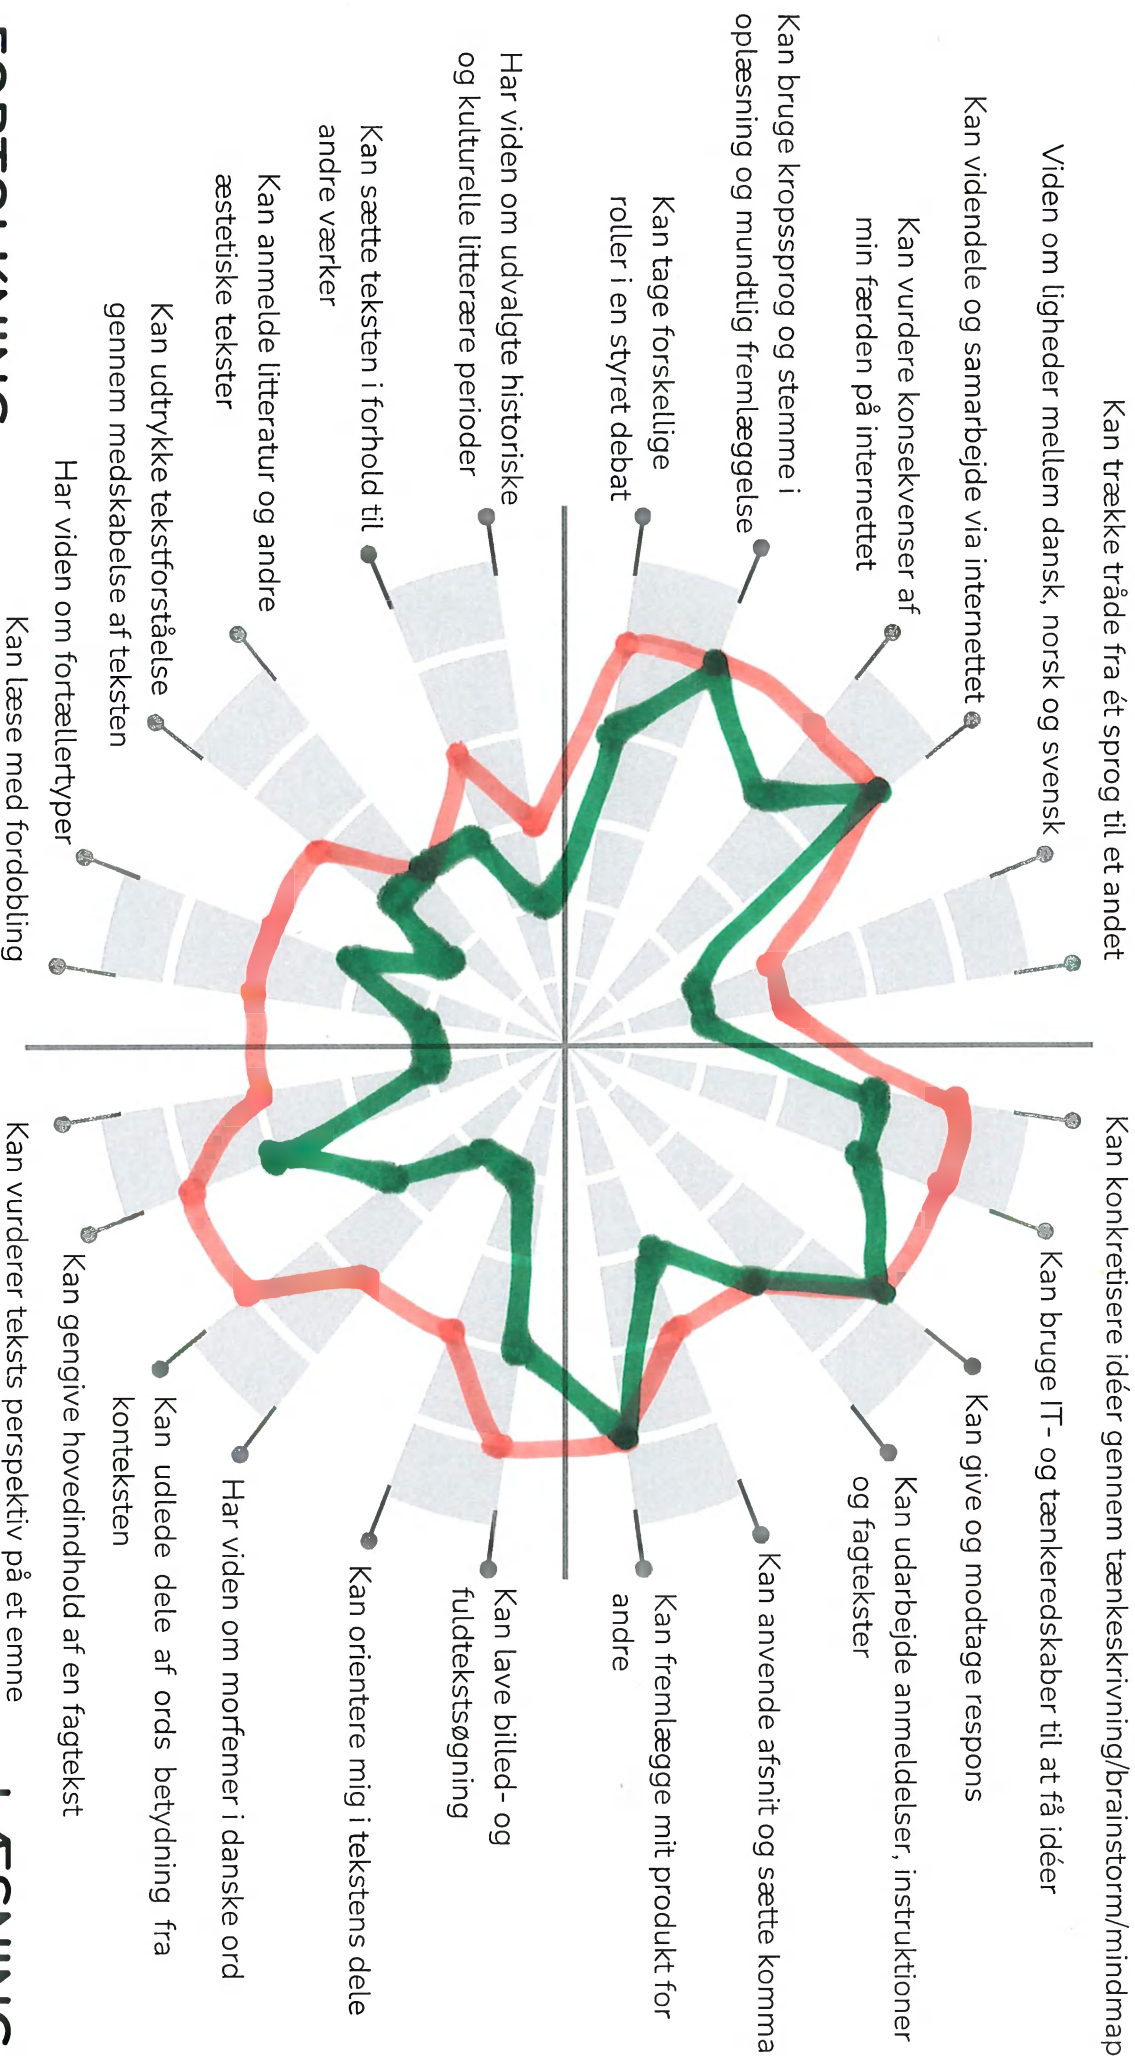 Kan trække tråde fra ét sprog til et andet
Viden om ligheder mellem dansk, norsk og svensk
Kan videndele og samarbejde via internettet
Kan vurdere konsekvenser af
min færden på internettet
Kan bruge kropssprog og stemme i
oplæsning og mundtlig fremlæggelse
Kan tage forskellige
roller i en styret debat
Kan konkretisere idéer gennem tænkeskrivning/brainstorm/mindmap
Kan bruge IT- og tænkeredskaber til at få idéer
Kan give og modtage respons
Kan udarbejde anmeldelser, instruktioner
og fagtekster
Kan anvende afsnit og sætte komma
Kan fremlægge mit produkt for
andre
Har viden om udvalgte historiske
og kulturelle litterære perioder
Kan sætte teksten i forhold til
andre værker
Kan anmelde litteratur og andre
æstetiske tekster
Kan udtrykke tekstforståelse
gennem medskabelse af teksten
Har viden om fortællertyper
Kan læse med fordobling
Kan lave billed- og
fuldtekstsøgning
Kan orientere mig i tekstens dele
Har viden om morfemer i danske ord
Kan udlede dele af ords betydning fra
konteksten
Kan gengive hovedindhold af en fagtekst
Kan vurderer teksts perspektiv på et emne
FORTOLKNING
LÆSNING